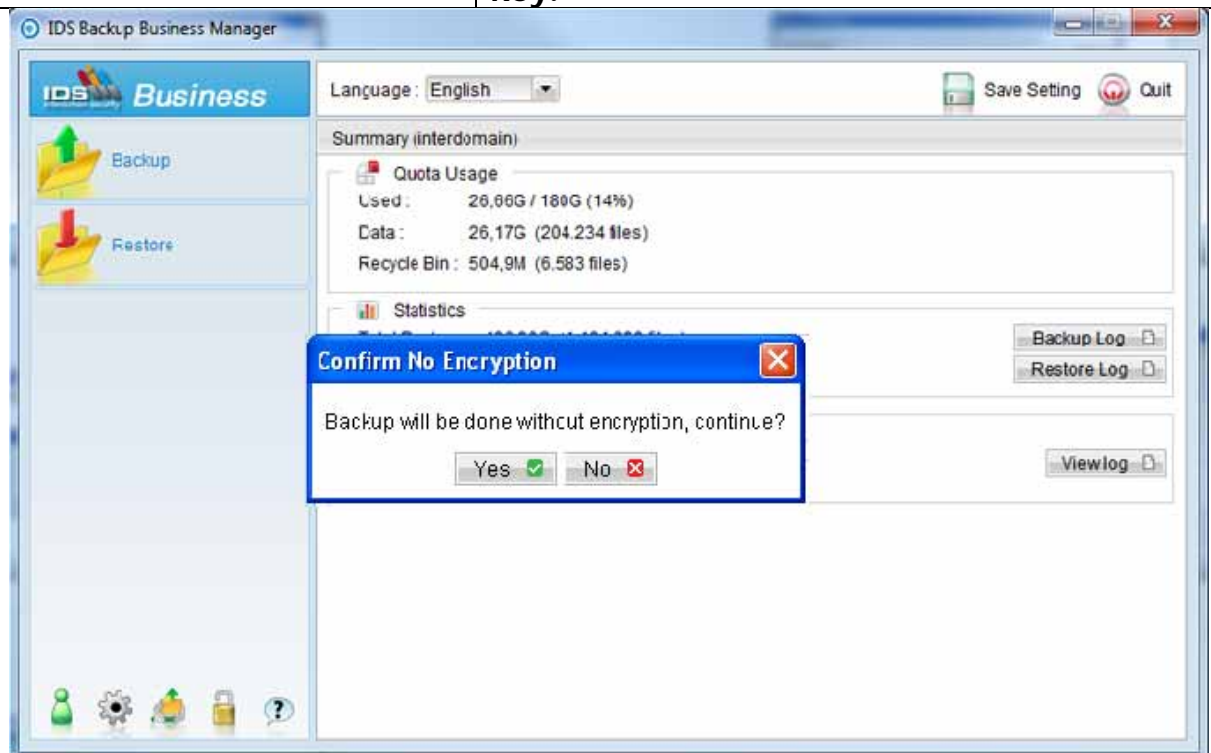 key.
IDS Backup Business Manager
IDS Business
Language: English
Save Setting
Quit
Backup
Restore
Summary (interdomain)
Quota Usage
Used: 26,66G / 180G (14%)
Data: 26,17G (204.234 files)
Recycle Bin: 504,9M (6.583 files)
Statistics
Backup Log
Restore Log
Confirm No Encryption
Backup will be done without encryption, continue?
Yes
No
View log